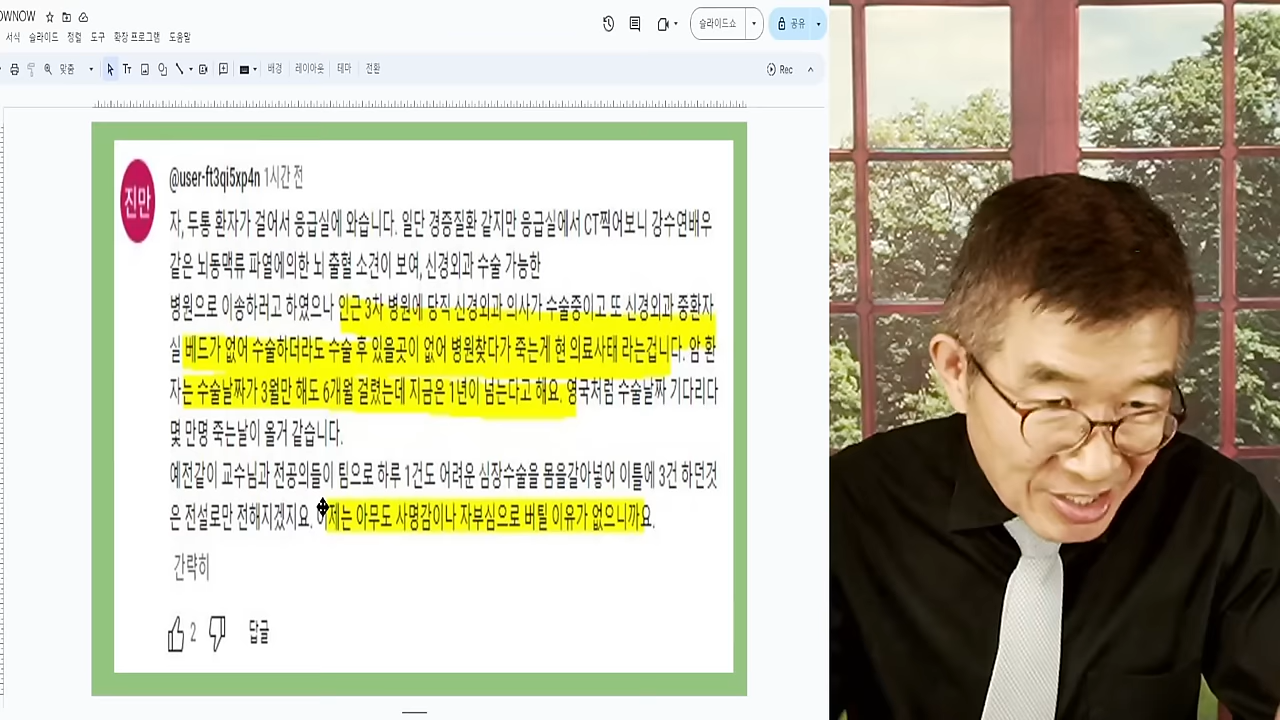 OWNOW
슬라이드쇼
공유
서식 슬라이드 정렬 도구 확장 프로그램 도움말
맞춤
배경 레이아웃 테마 전환
Rec
진만
@user-ft3qi5xp4n 1시간 전
자, 두통 환자가 걸어서 응급실에 와습니다. 일단 경증질환 같지만 응급실에서 CT찍어보니 강수연배우
같은 뇌동맥류 파열에의한 뇌 출혈 소견이 보여, 신경외과 수술 가능한
병원으로 이송하러고 하였으나 인근 3차 병원에 당직 신경외과 의사가 수술중이고 또 신경외과 중환자
실 베드가 없어 수술하더라도 수술 후 있을곳이 없어 병원찾다가 죽는게 현 의료사태 라는겁니다. 암 환
자는 수술날짜가 3월만 해도 6개월 걸렸는데 지금은 1년이 넘는다고 해요. 영국처럼 수술날짜 기다리다
몇 만명 죽는날이 올거 같습니다.
예전같이 교수님과 전공의들이 팀으로 하루 1건도 어려운 심장수술을 몸을갈아넣어 이틀에 3건 하던것
은 전설로만 전해지겠지요. 이제는 아무도 사명감이나 자부심으로 버틸 이유가 없으니까요.
간략히
2 답글